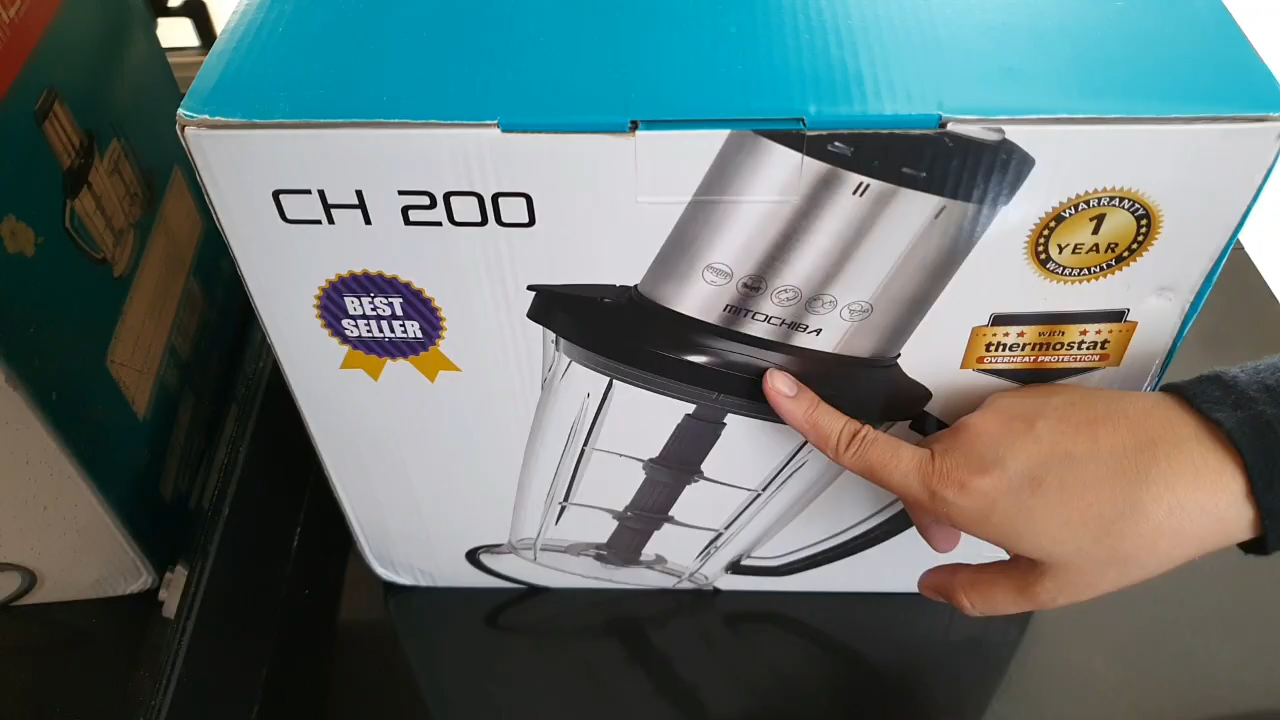 CH 200
BEST
SELLER
MITOCHIBA
WARRANTY
1
YEAR
WARRANTY
with
thermostat
OVERHEAT PROTECTION